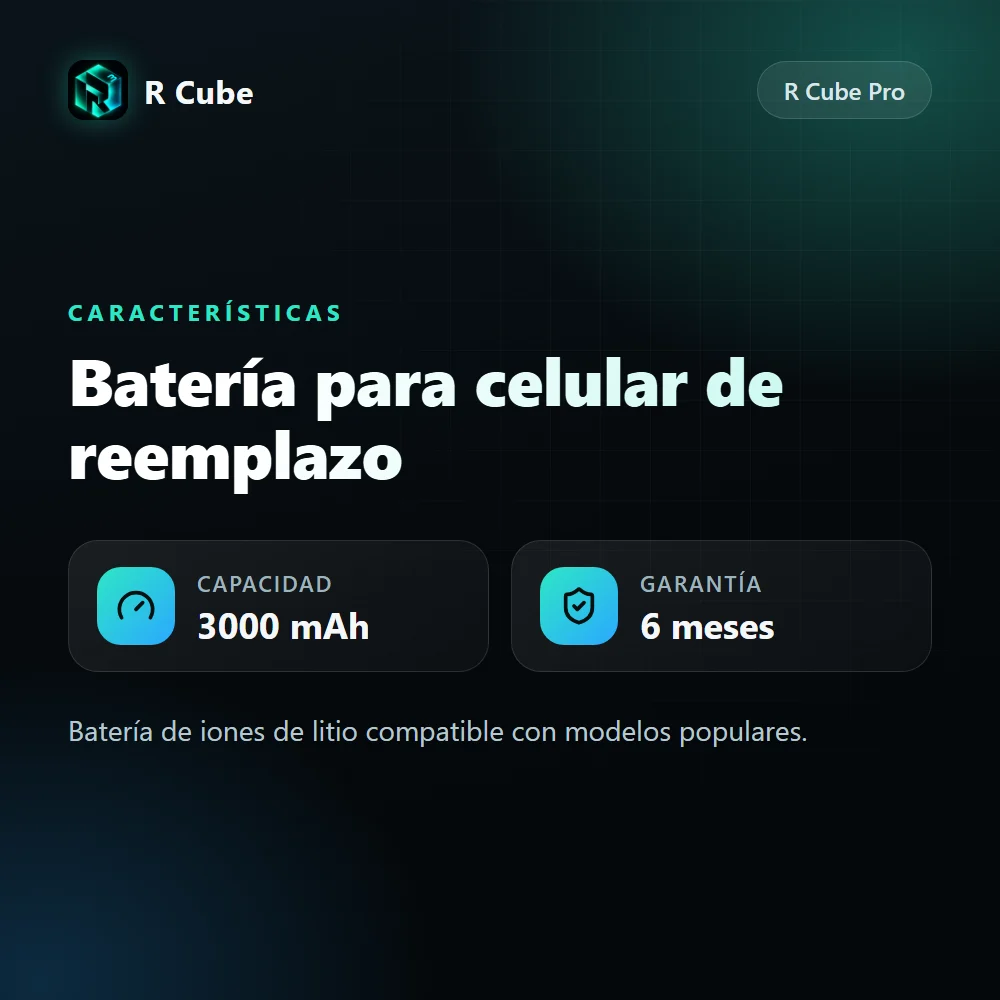 R Cube
R Cube Pro
CARACTERÍSTICAS
Batería para celular de
reemplazo
CAPACIDAD
3000 mAh
GARANTÍA
6 meses
Batería de iones de litio compatible con modelos populares.